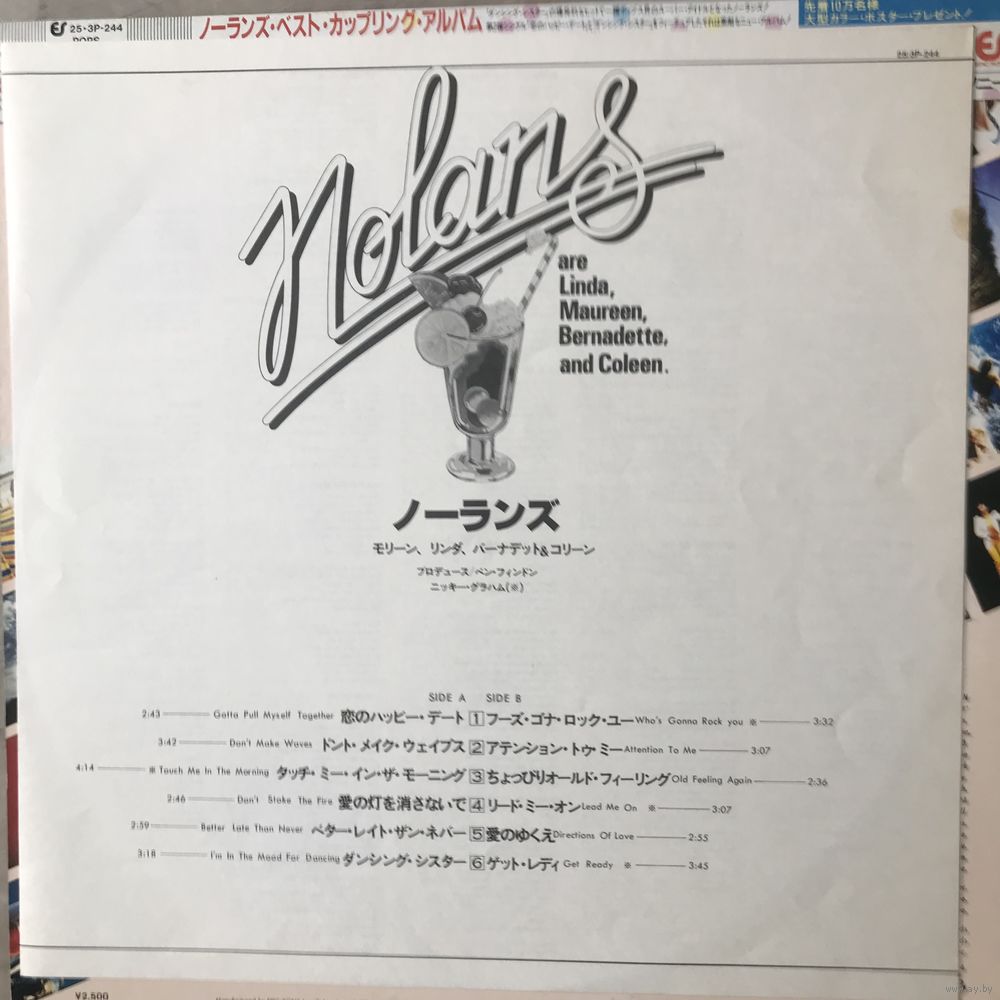 25・3P-244
POPS
ノーランズ・ベスト・カップリング・アルバム
先着10万名様
大型カラー・ポスター・プレゼント!
25・3P-244
Nolans
are
Linda,
Maureen,
Bernadette,
and Coleen.
ノーランズ
モリーン、リンダ、バーナデット&コリーン
プロデュース/ベン・フィンドン
ニッキー・グラハム(※)
SIDE A SIDE B
2:43 Gotta Pull Myself Together 恋のハッピー・デート 1 フーズ・ゴナ・ロック・ユー Who's Gonna Rock you ※ 3:32
3:42 Don't Make Waves ドント・メイク・ウェイブス 2 アテンション・トゥ・ミー Attention To Me 3:07
4:14 ※ Touch Me In The Morning タッチ・ミー・イン・ザ・モーニング 3 ちょっぴりオールド・フィーリング Old Feeling Again 2:36
2:46 Don't Stoke The Fire 愛の灯を消さないで 4 リード・ミー・オン Lead Me On ※ 3:07
2:59 Better Late Than Never ベター・レイト・ザン・ネバー 5 愛のゆくえ Directions Of Love 2:55
3:18 I'm In The Mood For Dancing ダンシング・シスター 6 ゲット・レディ Get Ready ※ 3:45
¥2,500
www.ay.by